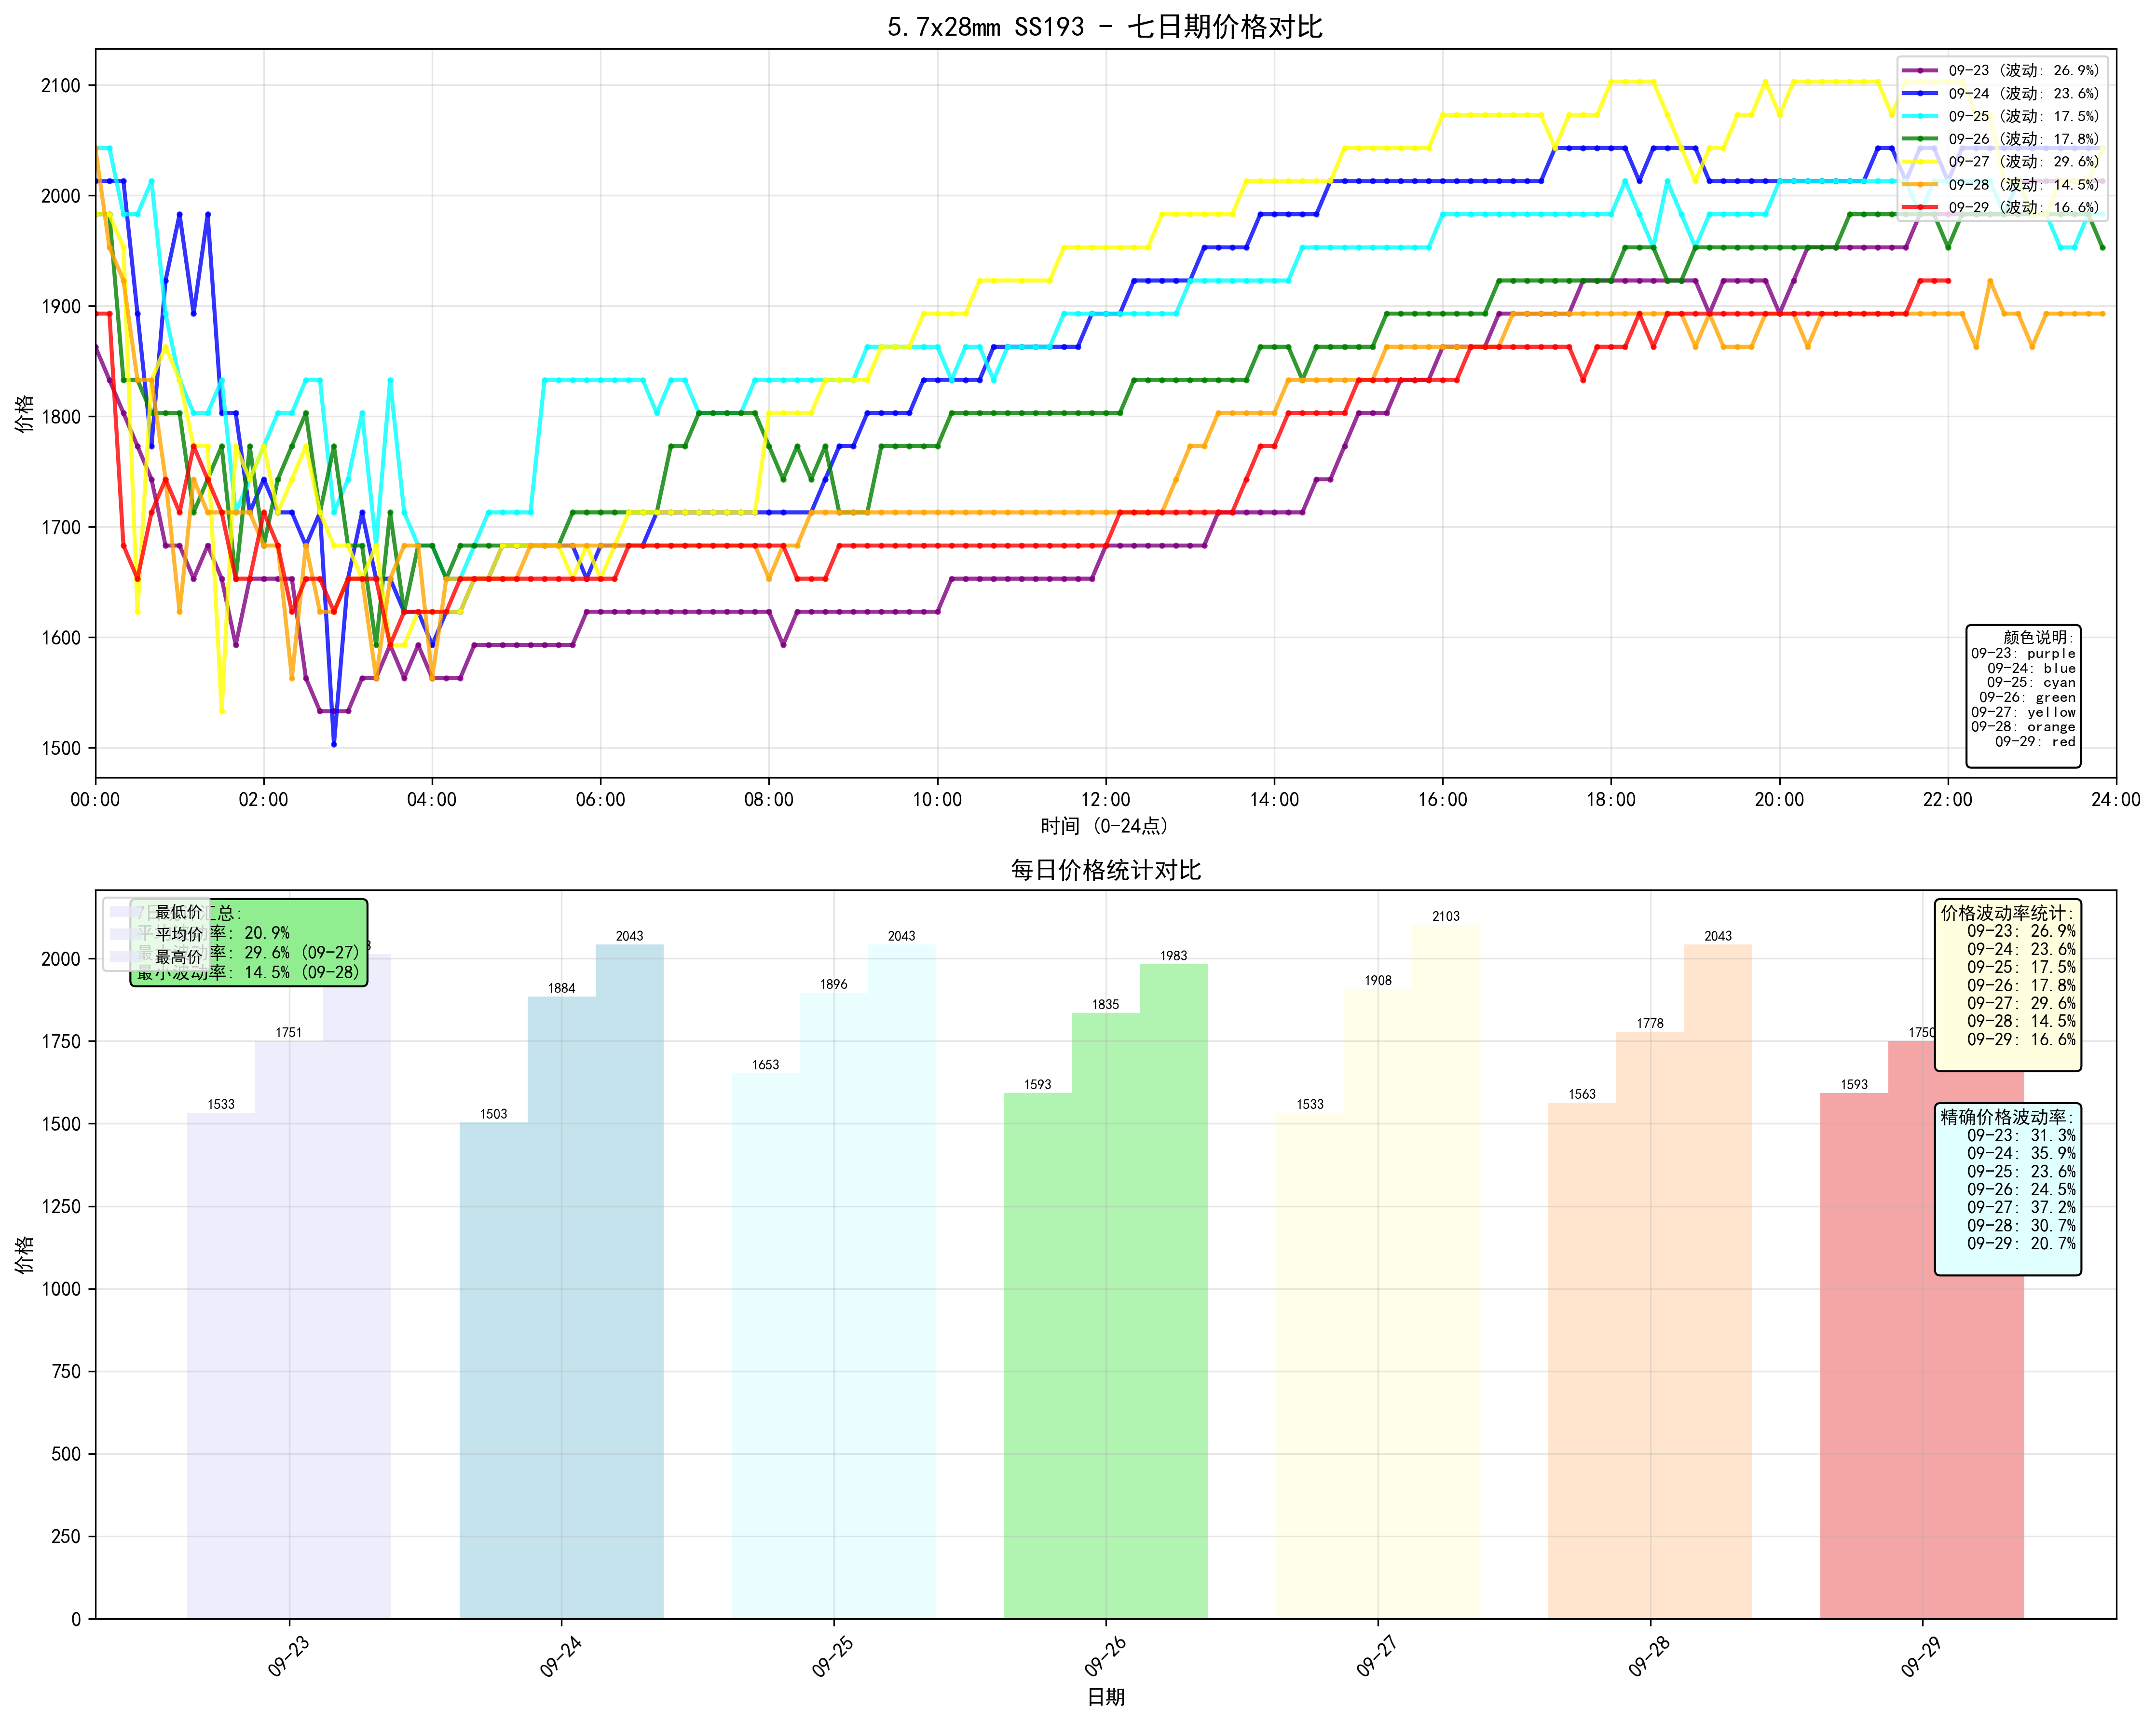 5.7x28mm SS193 - 七日期价格对比
价格
2100
2000
1900
1800
1700
1600
1500
09-23 (波动: 26.9%)
09-24 (波动: 23.6%)
09-25 (波动: 17.5%)
09-26 (波动: 17.8%)
09-27 (波动: 29.6%)
09-28 (波动: 14.5%)
09-29 (波动: 16.6%)
颜色说明:
09-23: purple
09-24: blue
09-25: cyan
09-26: green
09-27: yellow
09-28: orange
09-29: red
00:00 02:00 04:00 06:00 08:00 10:00 12:00 14:00 16:00 18:00 20:00 22:00 24:00
时间 (0-24点)
每日价格统计对比
价格
2000
1750
1500
1250
1000
750
500
250
0
最低价
平均价
最高价
汇总:
率: 20.9%
率: 29.6% (09-27)
最小波动率: 14.5% (09-28)
1533 1751
1503 1884 2043
1653 1896 2043
1593 1835 1983
1533 1908 2103
1563 1778 2043
1593 1750
价格波动率统计:
09-23: 26.9%
09-24: 23.6%
09-25: 17.5%
09-26: 17.8%
09-27: 29.6%
09-28: 14.5%
09-29: 16.6%
精确价格波动率:
09-23: 31.3%
09-24: 35.9%
09-25: 23.6%
09-26: 24.5%
09-27: 37.2%
09-28: 30.7%
09-29: 20.7%
09-23 09-24 09-25 09-26 09-27 09-28 09-29
日期